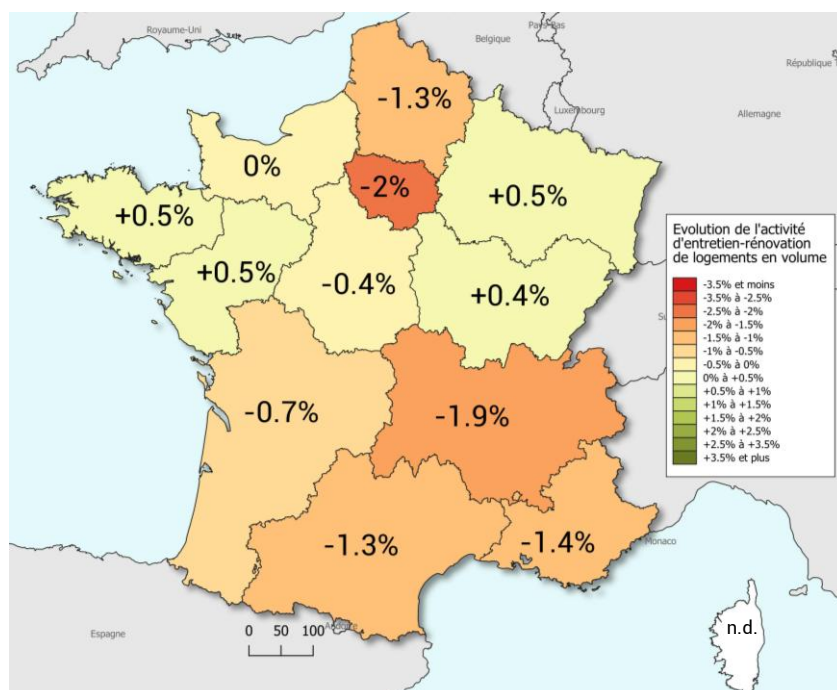 Royaume-Uni
Pays-Bas
Belgique
République T
Luxembourg
Allemagne
-1.3%
0%
-2%
+0.5%
+0.5%
+0.5%
-0.4%
+0.4%
Evolution de l'activité
d'entretien-rénovation
de logements en volume
-3.5% et moins
-3.5% à -2.5%
-2.5% à -2%
-2% à -1.5%
-1.5% à -1%
-1% à -0.5%
-0.5% à 0%
0% à +0.5%
+0.5% à +1%
+1% à +1.5%
+1.5% à +2%
+2% à +2.5%
+2.5% à +3.5%
+3.5% et plus
Su
-0.7%
-1.9%
-1.3%
-1.4%
Monaco
Espagne
Andorre
0 50 100
n.d.